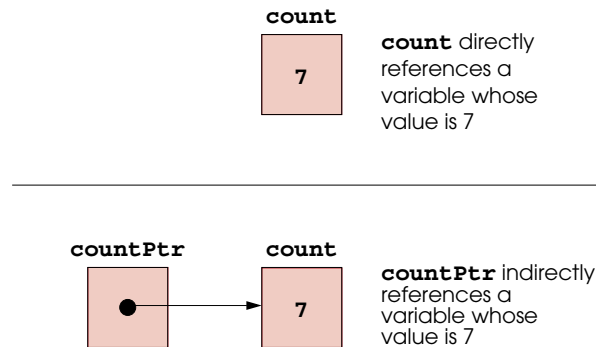 count
7
count directly
references a
variable whose
value is 7
countPtr
count
7
countPtr indirectly
references a
variable whose
value is 7